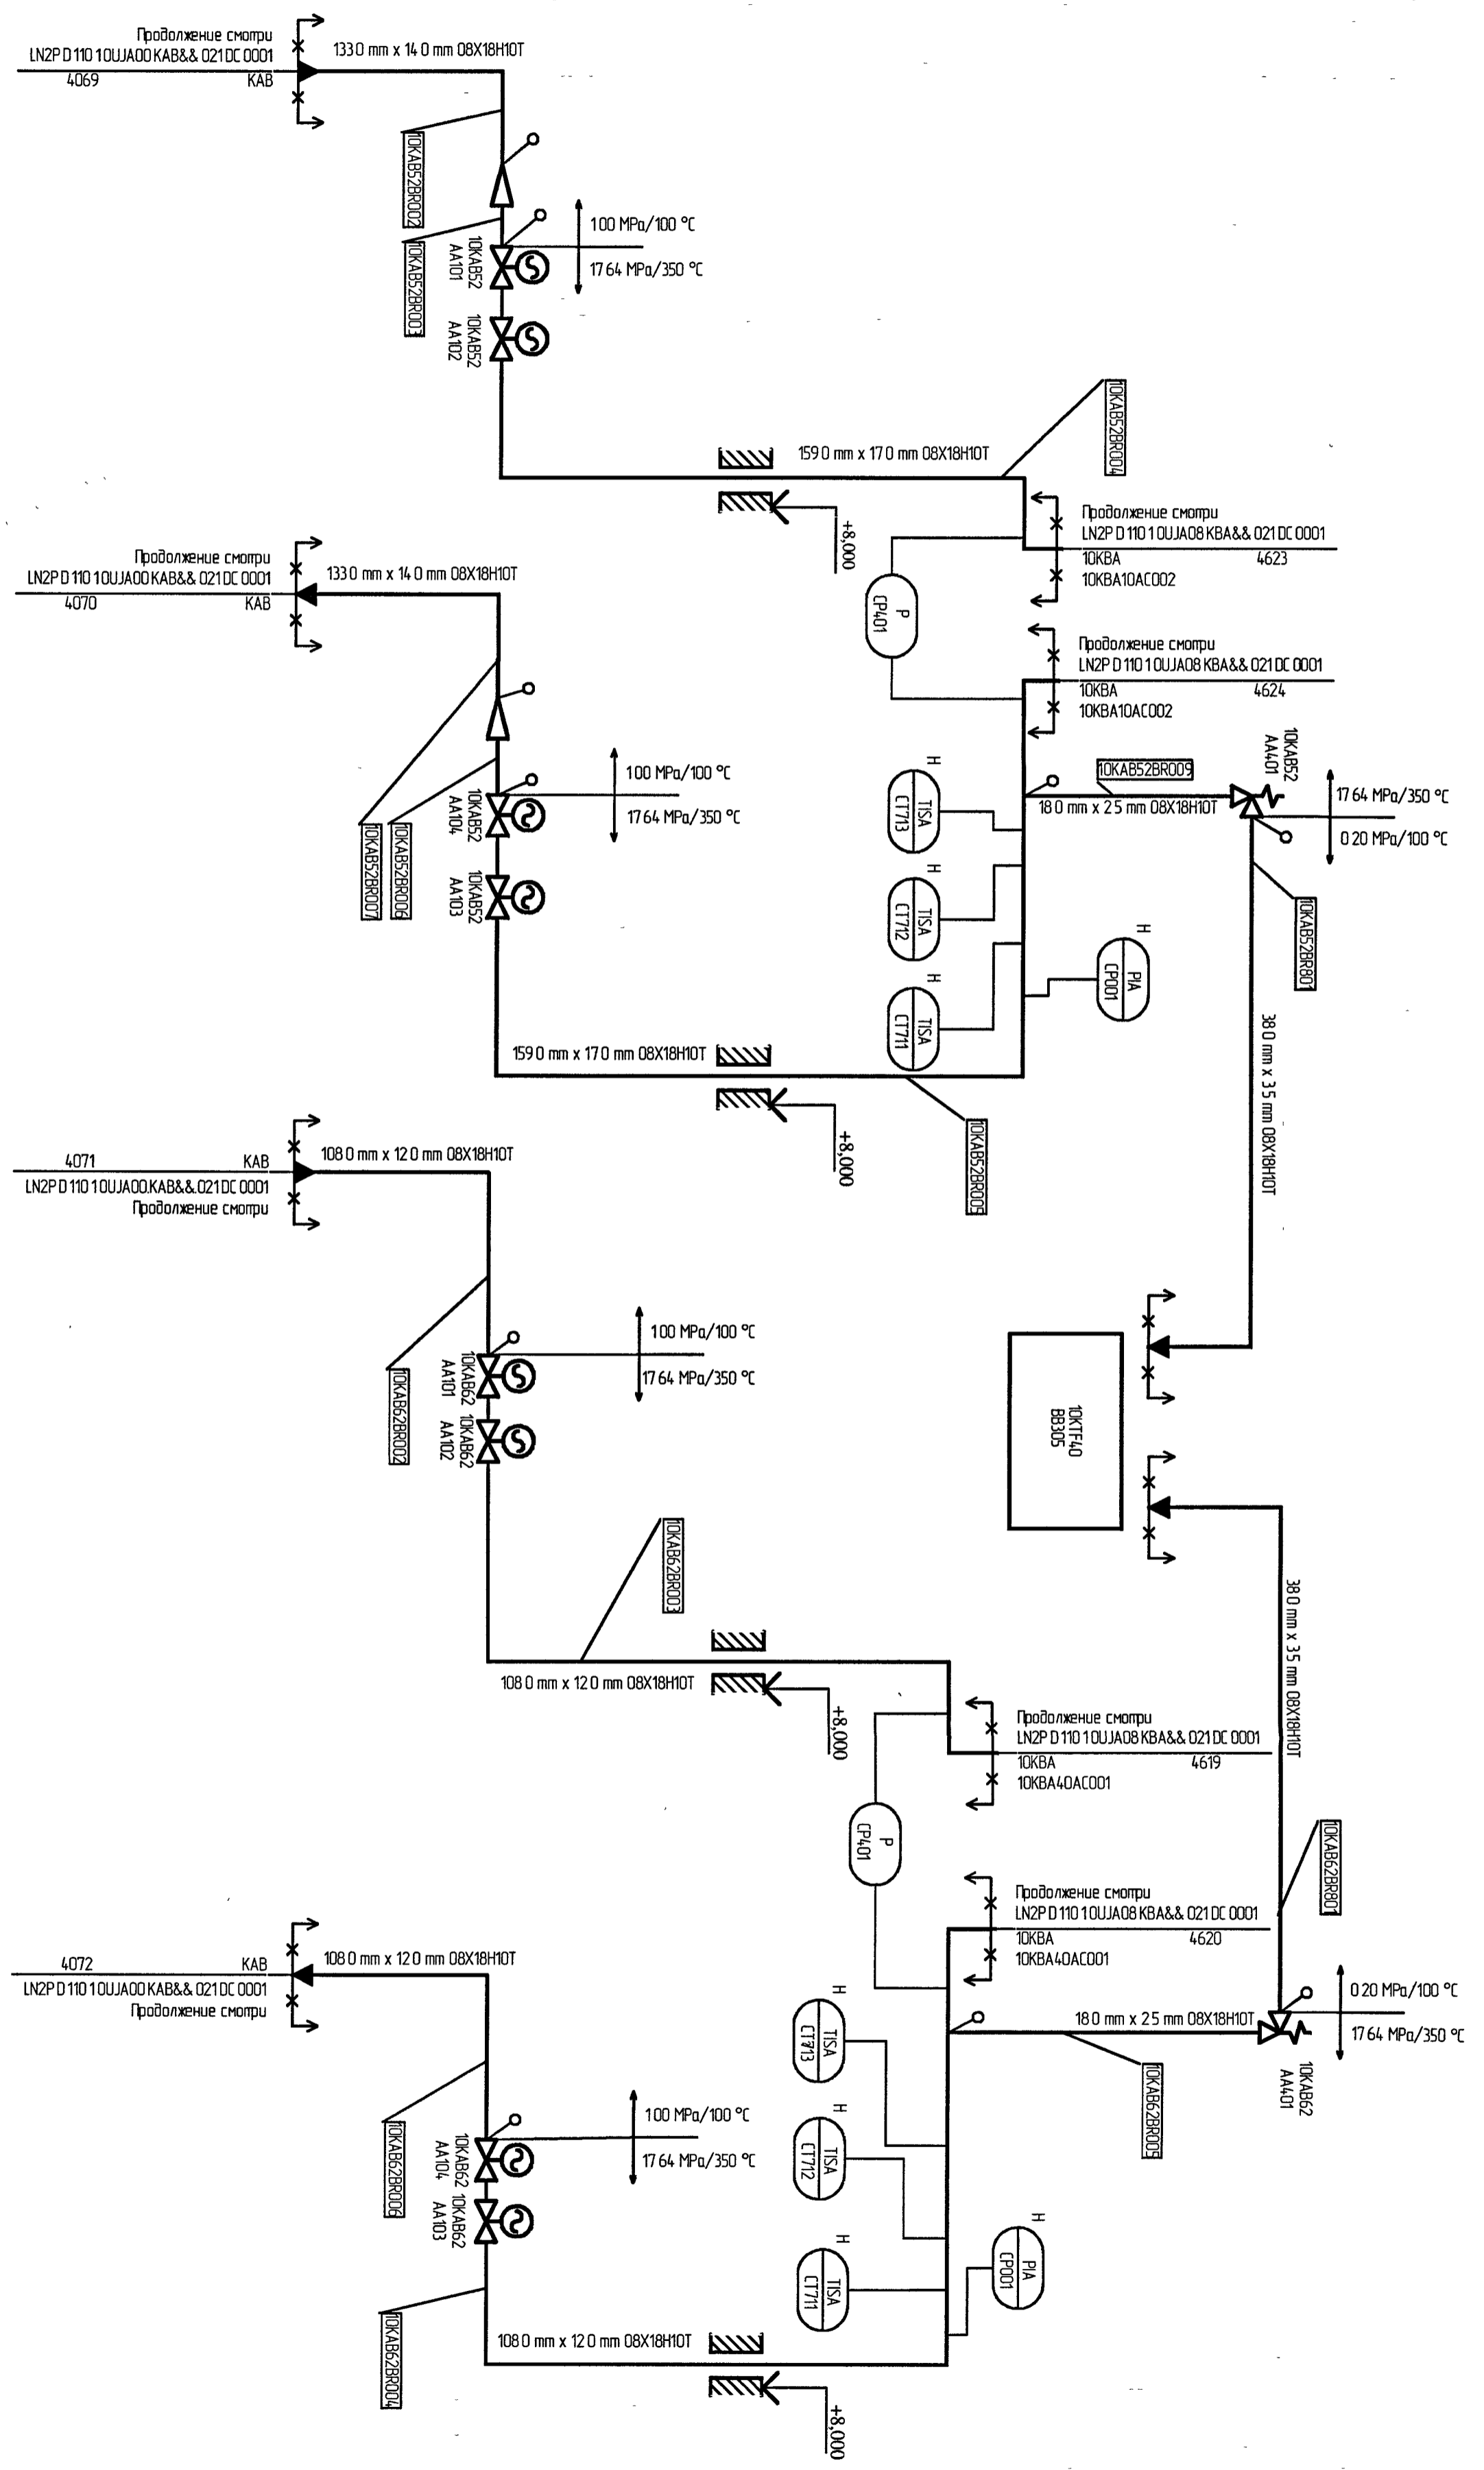 Продолжение смотри
LN2P D 110 1 0UJA00 KAB&& 021 DC 0001
4069 KAB
133 0 mm x 14 0 mm 08X18H10T
10KAB52BR002
10KAB52BR003
10KAB52
AA101
100 MPa/100 °C
17 64 MPa/350 °C
10KAB52
AA102
10KAB52BR004
159 0 mm x 17 0 mm 08X18H10T
+8,000
Продолжение смотри
LN2P D 110 1 0UJA08 KBA&& 021 DC 0001
10KBA 4623
10KBA10AC002
P
CP401
Продолжение смотри
LN2P D 110 1 0UJA00 KAB&& 021 DC 0001
4070 KAB
133 0 mm x 14 0 mm 08X18H10T
Продолжение смотри
LN2P D 110 1 0UJA08 KBA&& 021 DC 0001
10KBA 4624
10KBA10AC002
10KAB52BR007
10KAB52BR006
10KAB52
AA104
1 00 MPa/100 °C
17 64 MPa/350 °C
10KAB52
AA103
H
TISA
CT713
H
TISA
CT712
H
TISA
CT711
H
PIA
CP001
10KAB52BR009
18 0 mm x 2 5 mm 08X18H10T
10KAB52
AA401
17 64 MPa/350 °C
0 20 MPa/100 °C
10KAB52BR801
38 0 mm x 3 5 mm 08X18H10T
159 0 mm x 17 0 mm 08X18H10T
+8,000
10KAB52BR005
4071 KAB
LN2P D 110 1 0UJA00.KAB&&.021 DC 0001
Продолжение смотри
108 0 mm x 12 0 mm 08X18H10T
10KAB62BR002
10KAB62
AA101
1 00 MPa/100 °C
17 64 MPa/350 °C
10KAB62
AA102
10KTF40
BB305
10KAB62BR003
108 0 mm x 12 0 mm 08X18H10T
+8,000
38 0 mm x 3 5 mm 08X18H10T
Продолжение смотри
LN2P D 110 1 0UJA08 KBA&& 021 DC 0001
10KBA 4619
10KBA40AC001
P
CP401
10KAB62BR801
Продолжение смотри
LN2P D 110 1 0UJA08 KBA&& 021 DC 0001
10KBA 4620
10KBA40AC001
4072 KAB
LN2P D 110 1 0UJA00 KAB&& 021 DC 0001
Продолжение смотри
108 0 mm x 12 0 mm 08X18H10T
0 20 MPa/100 °C
17 64 MPa/350 °C
18 0 mm x 2 5 mm 08X18H10T
10KAB62
AA401
10KAB62BR005
H
TISA
CT713
H
TISA
CT712
H
TISA
CT711
H
PIA
CP001
10KAB62BR006
10KAB62
AA104
1 00 MPa/100 °C
17 64 MPa/350 °C
10KAB62
AA103
10KAB62BR004
108 0 mm x 12 0 mm 08X18H10T
+8,000